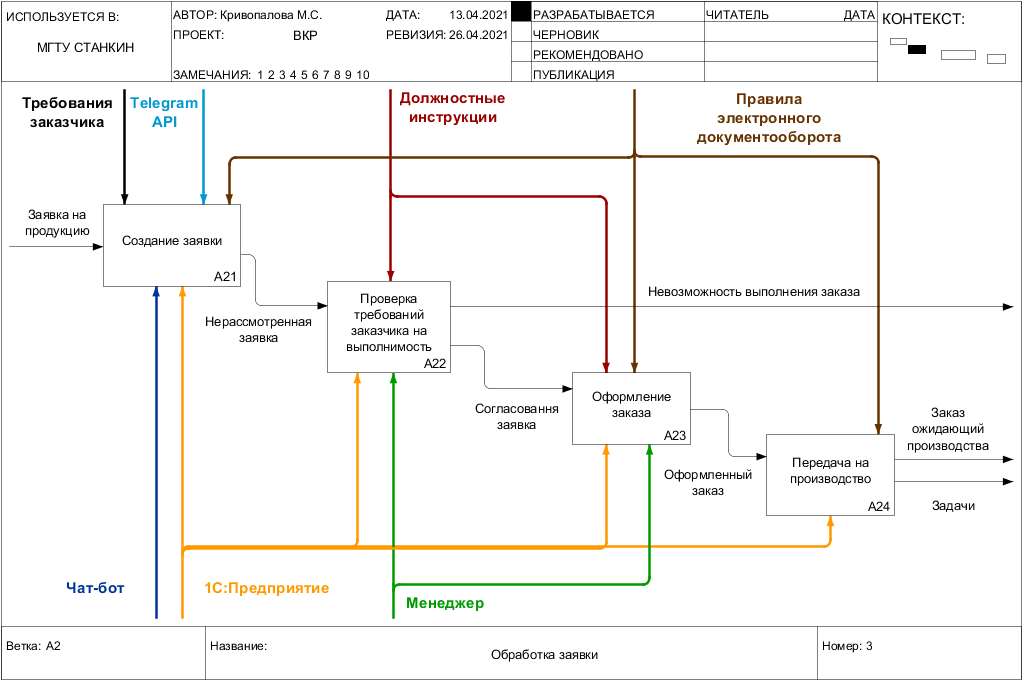 ИСПОЛЬЗУЕТСЯ В:
МГТУ СТАНКИН
АВТОР: Кривопалова М.С.
ДАТА: 13.04.2021
ПРОЕКТ: ВКР
РЕВИЗИЯ: 26.04.2021
ЗАМЕЧАНИЯ: 1 2 3 4 5 6 7 8 9 10
РАЗРАБАТЫВАЕТСЯ
ЧЕРНОВИК
РЕКОМЕНДОВАНО
ПУБЛИКАЦИЯ
ЧИТАТЕЛЬ
ДАТА
КОНТЕКСТ:
Требования
заказчика
Telegram
API
Должностные
инструкции
Правила
электронного
документооборота
Заявка на
продукцию
Создание заявки
A21
Нерассмотренная
заявка
Проверка
требований
заказчика на
выполнимость
A22
Невозможность выполнения заказа
Согласовання
заявка
Оформление
заказа
A23
Оформленный
заказ
Передача на
производство
A24
Заказ
ожидающий
производства
Задачи
Чат-бот
1С:Предприятие
Менеджер
Ветка: A2
Название:
Обработка заявки
Номер: 3